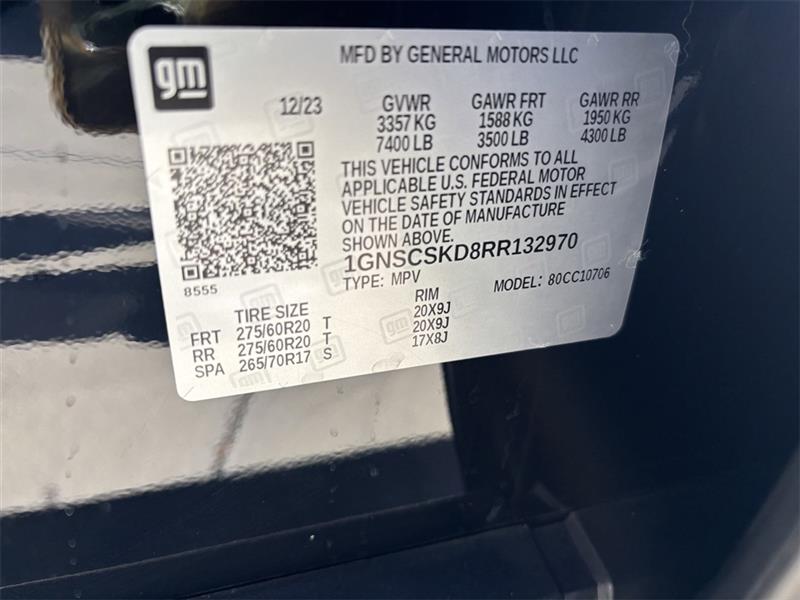 gm
MFD BY GENERAL MOTORS LLC
12/23
GVWR GAWR FRT GAWR RR
3357 KG 1588 KG 1950 KG
7400 LB 3500 LB 4300 LB
THIS VEHICLE CONFORMS TO ALL
APPLICABLE U.S. FEDERAL MOTOR
VEHICLE SAFETY STANDARDS IN EFFECT
ON THE DATE OF MANUFACTURE
SHOWN ABOVE.
1GNSCSKD8RR132970
TYPE: MPV MODEL: 80CC10706
8555
TIRE SIZE RIM
FRT 275/60R20 T 20X9J
RR 275/60R20 T 20X9J
SPA 265/70R17 S 17X8J